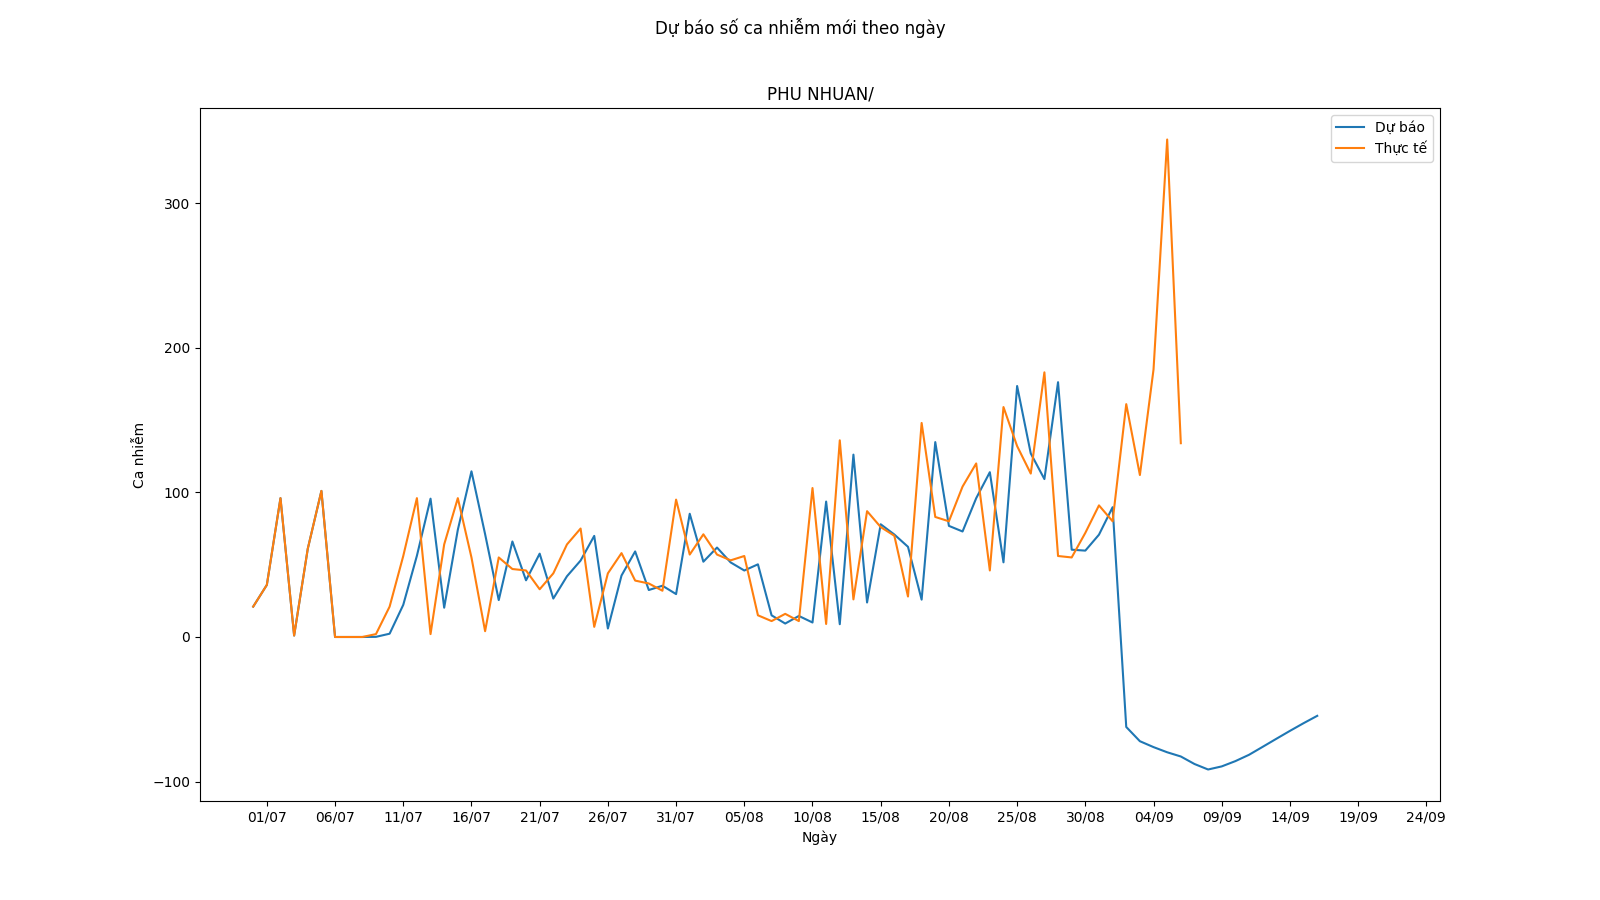 Dự báo số ca nhiễm mới theo ngày
PHU NHUAN/
Dự báo
Thực tế
Ca nhiễm
300
200
100
0
−100
01/07 06/07 11/07 16/07 21/07 26/07 31/07 05/08 10/08 15/08 20/08 25/08 30/08 04/09 09/09 14/09 19/09 24/09
Ngày